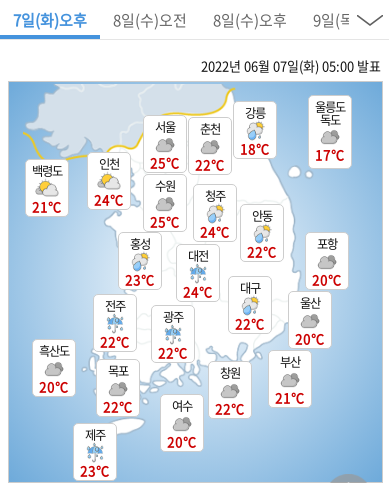 7일(화)오후 8일(수)오전 8일(수)오후 9일(목
2022년 06월 07일(화) 05:00 발표
강릉
18℃
울릉도
독도
17℃
서울
25℃
춘천
22℃
백령도
21℃
인천
24℃
수원
25℃
청주
24℃
안동
22℃
홍성
23℃
대전
24℃
포항
20℃
대구
22℃
울산
20℃
전주
22℃
광주
22℃
흑산도
20℃
목포
22℃
창원
22℃
부산
21℃
여수
20℃
제주
23℃